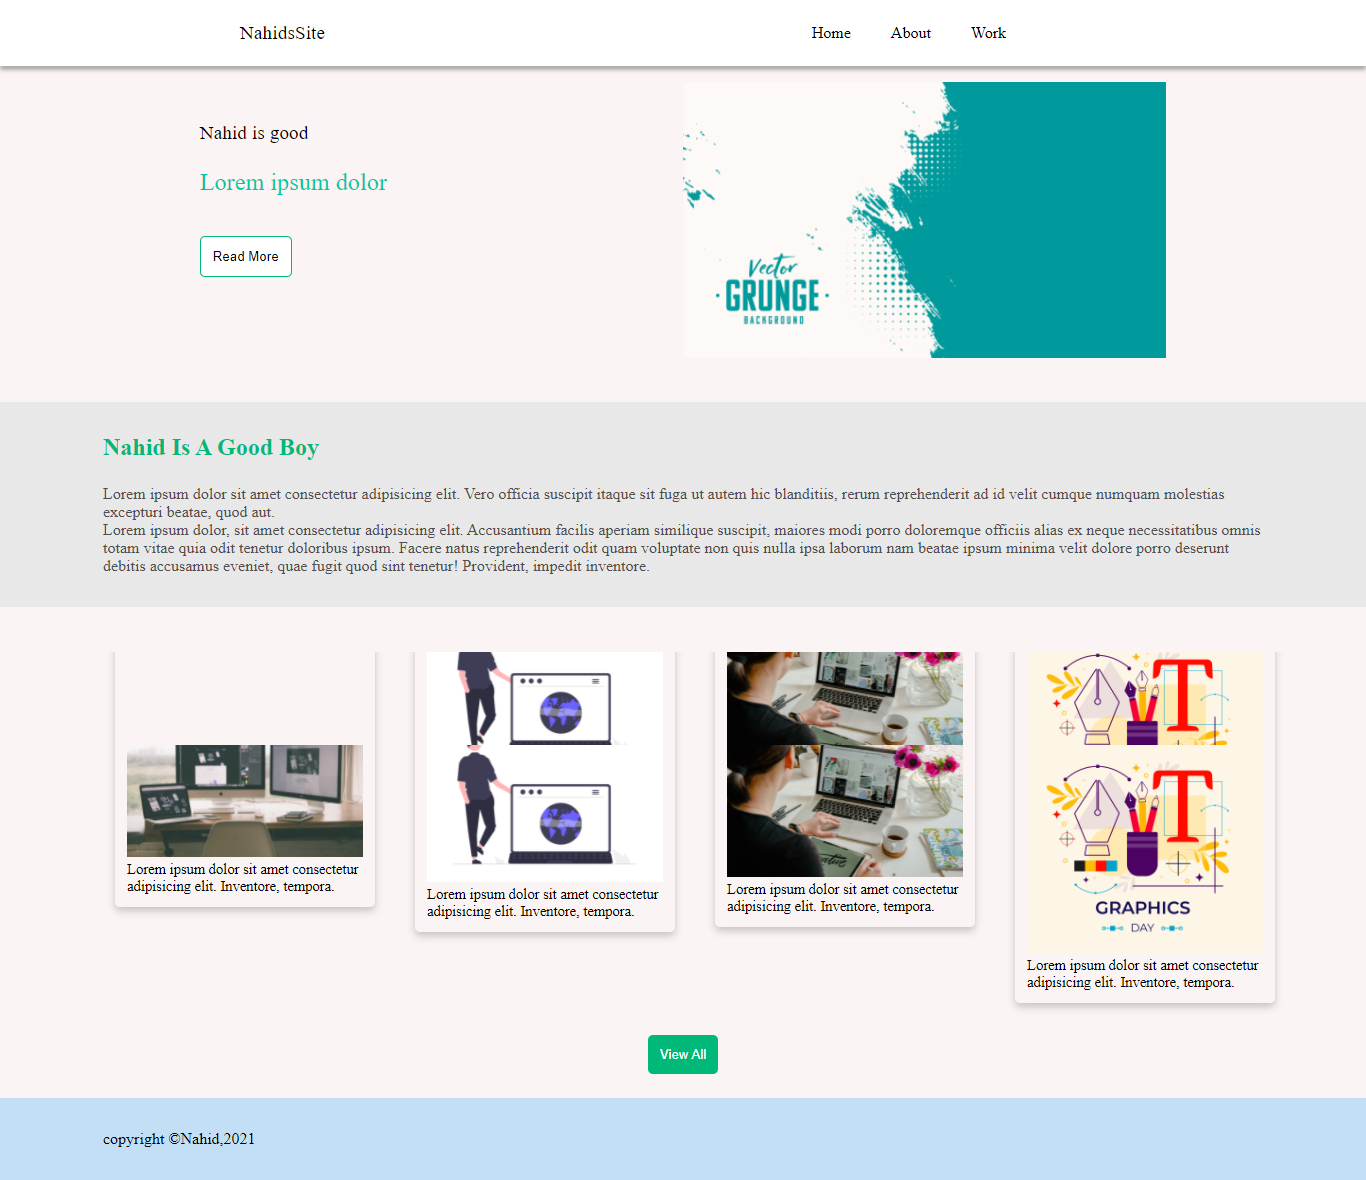 NahidsSite
Home About Work
Nahid is good
Lorem ipsum dolor
Read More
Vector
GRUNGE
BACKGROUND
Nahid Is A Good Boy
Lorem ipsum dolor sit amet consectetur adipisicing elit. Vero officia suscipit itaque sit fuga ut autem hic blanditiis, rerum reprehenderit ad id velit cumque numquam molestias
excepturi beatae, quod aut.
Lorem ipsum dolor, sit amet consectetur adipisicing elit. Accusantium facilis aperiam similique suscipit, maiores modi porro doloremque officiis alias ex neque necessitatibus omnis
totam vitae quia odit tenetur doloribus ipsum. Facere natus reprehenderit odit quam voluptate non quis nulla ipsa laborum nam beatae ipsum minima velit dolore porro deserunt
debitis accusamus eveniet, quae fugit quod sint tenetur! Provident, impedit inventore.
Lorem ipsum dolor sit amet consectetur
adipisicing elit. Inventore, tempora.
Lorem ipsum dolor sit amet consectetur
adipisicing elit. Inventore, tempora.
Lorem ipsum dolor sit amet consectetur
adipisicing elit. Inventore, tempora.
T
T
GRAPHICS
DAY
Lorem ipsum dolor sit amet consectetur
adipisicing elit. Inventore, tempora.
View All
copyright ©Nahid,2021